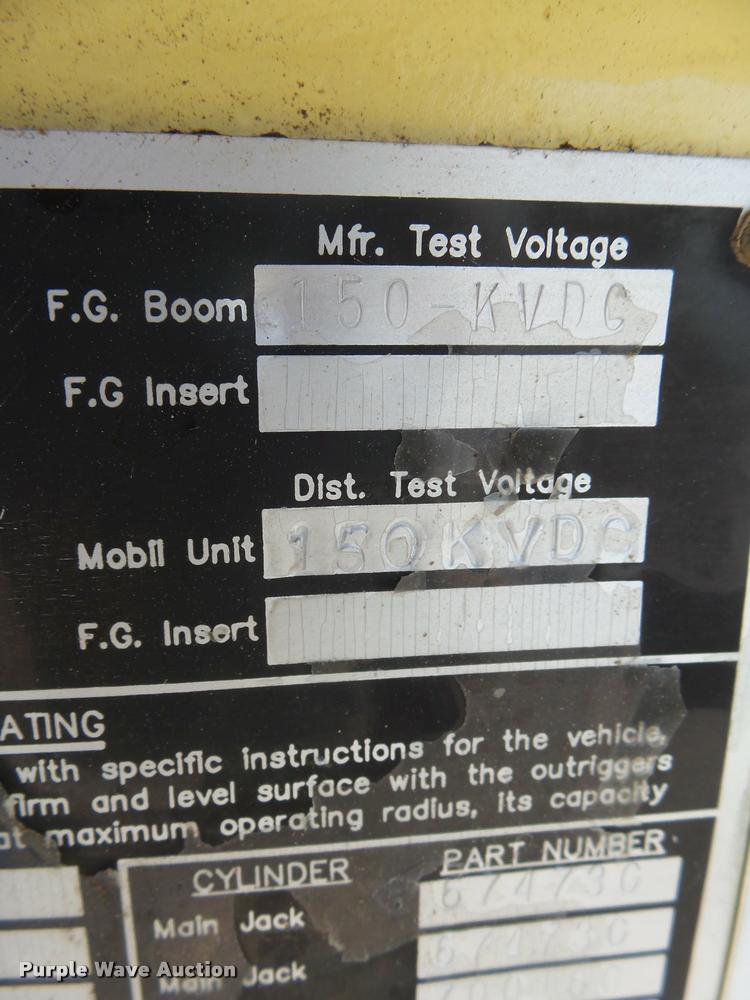 Mfr. Test Voltage
F.G. Boom 150-KVDC
F.G Insert
Dist. Test Voltage
Mobil Unit 150KVDC
F.G. Insert
ATING
with specific instructions for the vehicle,
firm and level surface with the outriggers
at maximum operating radius, its capacity
CYLINDER PART NUMBER
Main Jack
Main Jack
Purple Wave Auction